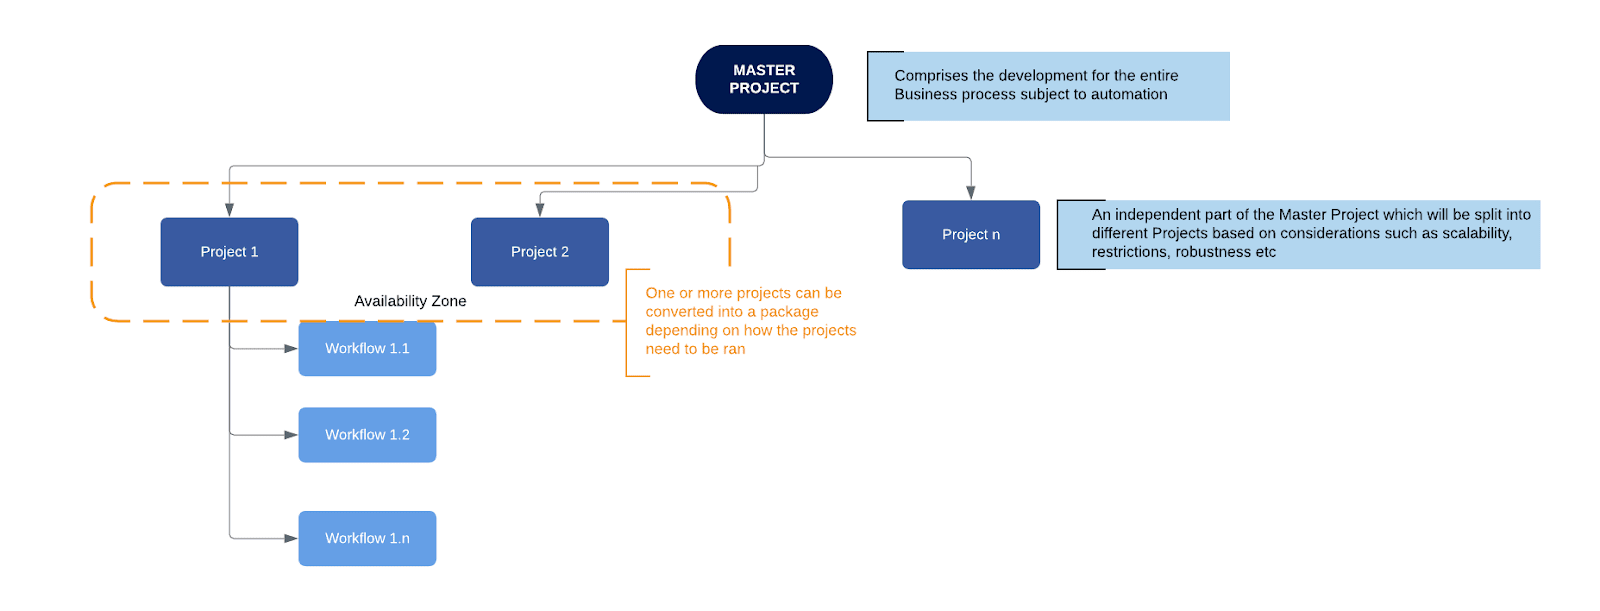 MASTER
PROJECT
Comprises the development for the entire
Business process subject to automation
Project 1
Project 2
Project n
An independent part of the Master Project which will be split into
different Projects based on considerations such as scalability,
restrictions, robustness etc
Availability Zone
One or more projects can be
converted into a package
depending on how the projects
need to be ran
Workflow 1.1
Workflow 1.2
Workflow 1.n